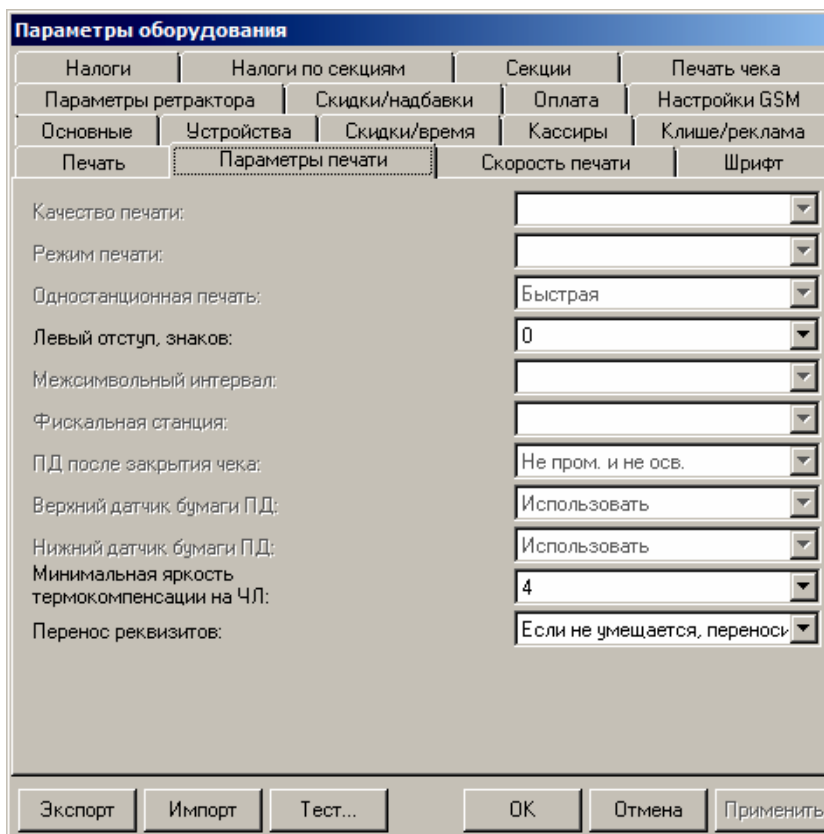 Параметры оборудования
Налоги Налоги по секциям Секции Печать чека
Параметры ретрактора Скидки/надбавки Оплата Настройки GSM
Основные Устройства Скидки/время Кассиры Клише/реклама
Печать Параметры печати Скорость печати Шрифт
Качество печати:
Режим печати:
Одностанционная печать: Быстрая
Левый отступ, знаков: 0
Межсимвольный интервал:
Фискальная станция:
ПД после закрытия чека: Не пром. и не осв.
Верхний датчик бумаги ПД: Использовать
Нижний датчик бумаги ПД: Использовать
Минимальная яркость
термокомпенсации на ЧЛ: 4
Перенос реквизитов: Если не умещается, переноси
Экспорт Импорт Тест... ОК Отмена Применить